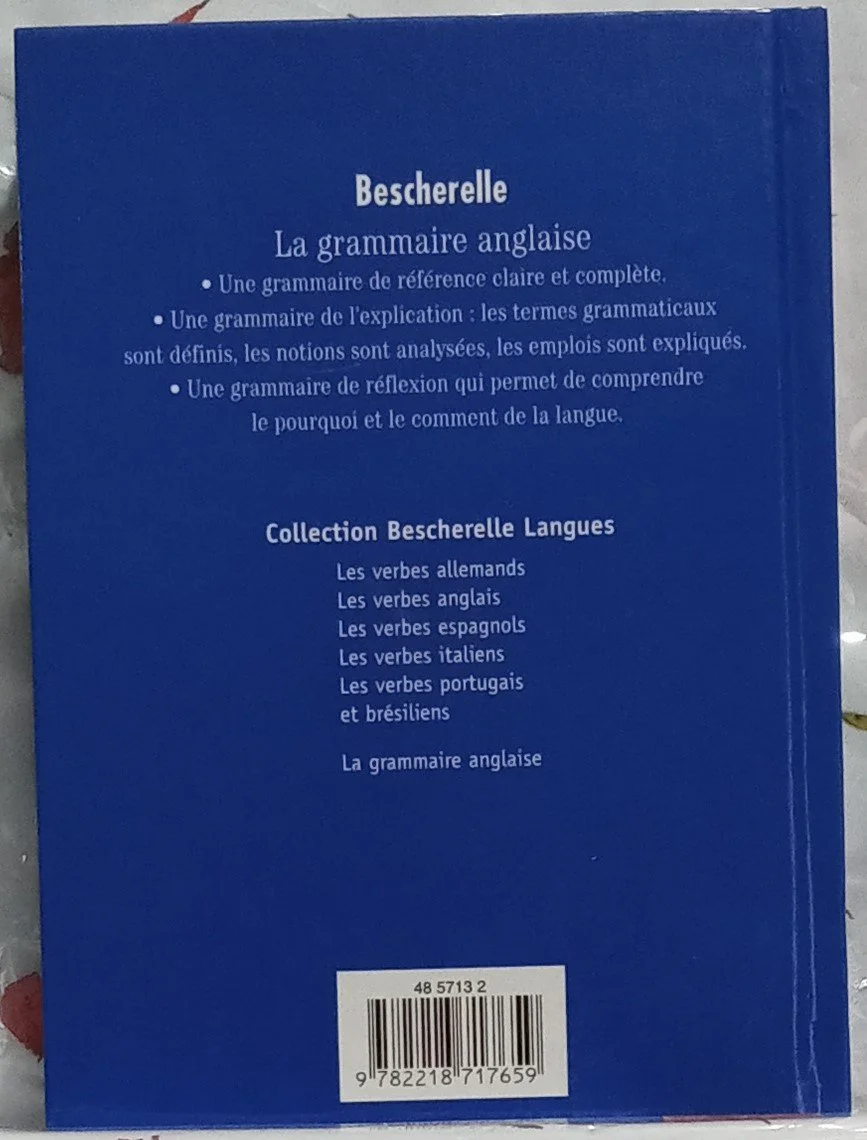 Bescherelle
La grammaire anglaise
• Une grammaire de référence claire et complète.
• Une grammaire de l'explication : les termes grammaticaux
sont définis, les notions sont analysées, les emplois sont expliqués.
• Une grammaire de réflexion qui permet de comprendre
le pourquoi et le comment de la langue.
Collection Bescherelle Langues
Les verbes allemands
Les verbes anglais
Les verbes espagnols
Les verbes italiens
Les verbes portugais
et brésiliens
La grammaire anglaise
48 5713 2
9 782218 717659